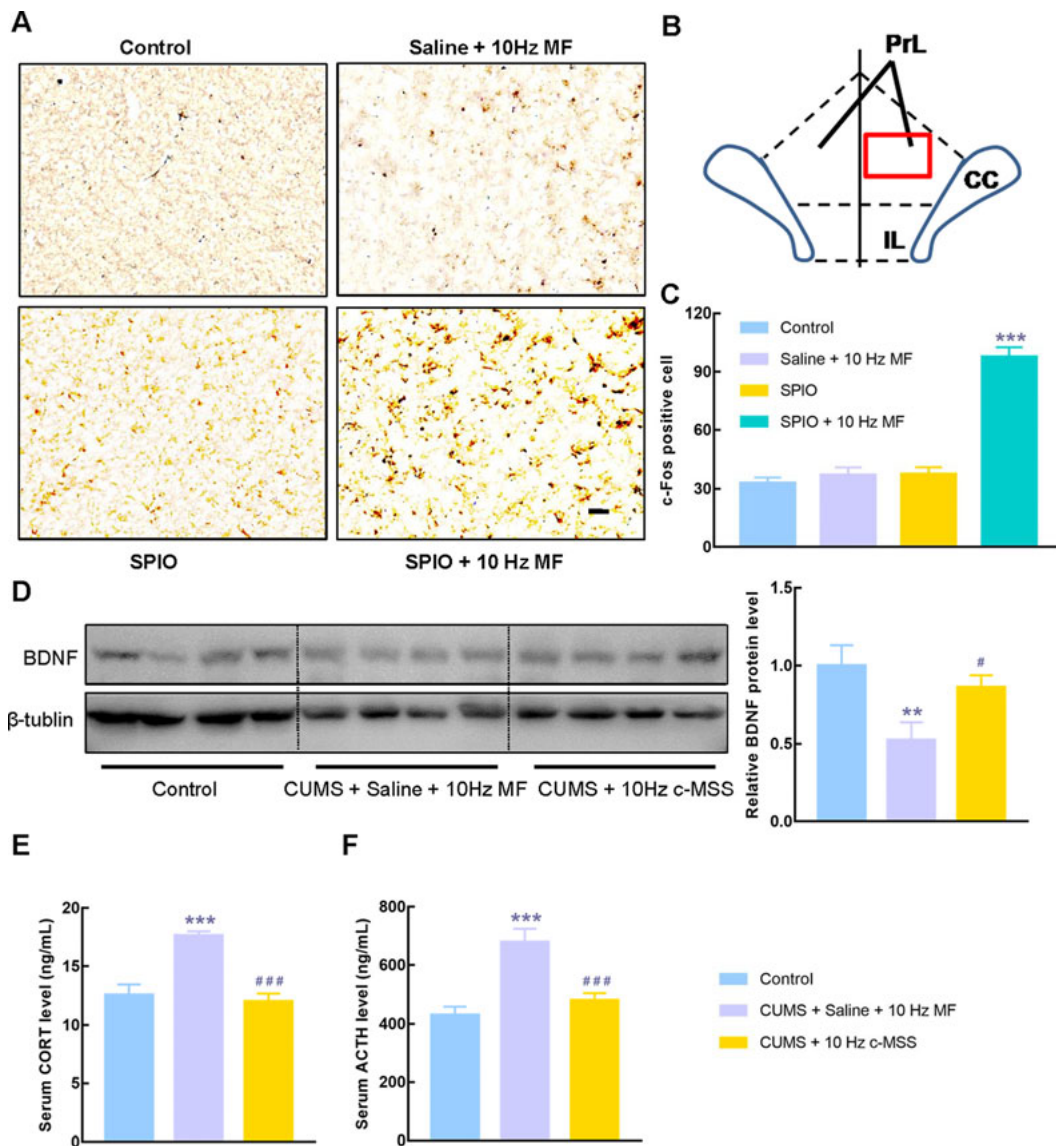 A
Control
Saline + 10Hz MF
SPIO
SPIO + 10 Hz MF
B
PrL
CC
IL
C
c-Fos positive cell
120
90
60
30
0
Control
Saline + 10 Hz MF
SPIO
SPIO + 10 Hz MF
***
D
BDNF
β-tublin
Control
CUMS + Saline + 10Hz MF
CUMS + 10Hz c-MSS
Relative BDNF protein level
1.5
1.0
0.5
0.0
**
#
E
Serum CORT level (ng/mL)
20
15
10
5
0
***
###
F
Serum ACTH level (ng/mL)
800
600
400
200
0
***
###
Control
CUMS + Saline + 10 Hz MF
CUMS + 10 Hz c-MSS